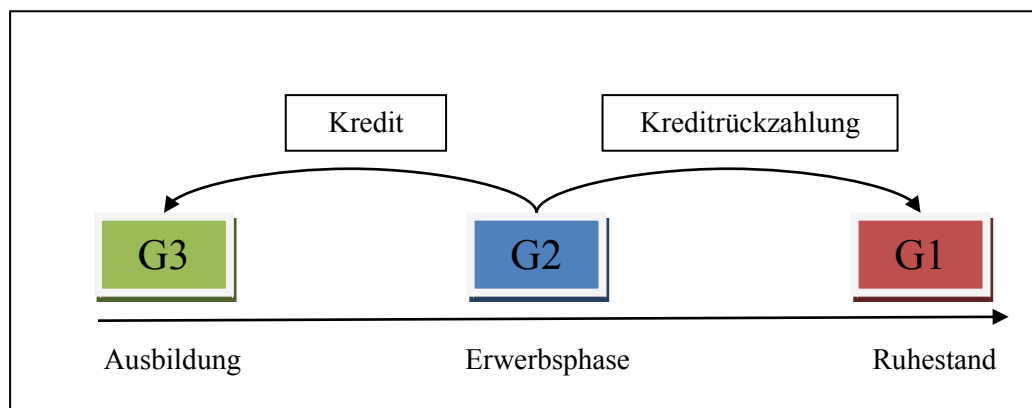 Kredit
Kreditrückzahlung
G3
G2
G1
Ausbildung
Erwerbsphase
Ruhestand